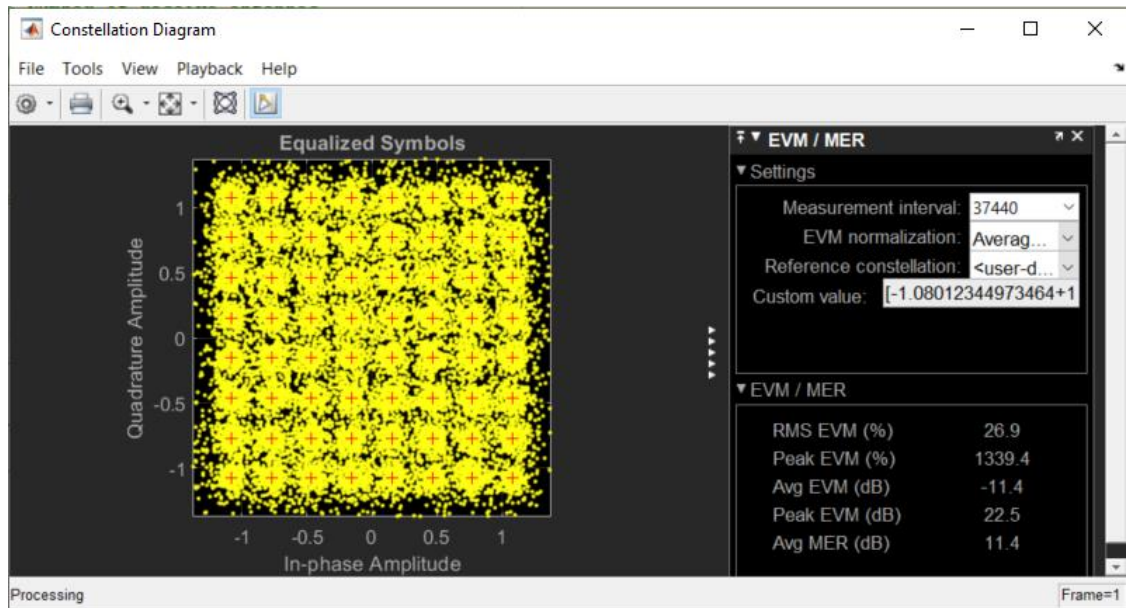 Constellation Diagram
File Tools View Playback Help
Equalized Symbols
1
0.5
0
-0.5
-1
Quadrature Amplitude
-1 -0.5 0 0.5 1
In-phase Amplitude
EVM / MER
Settings
Measurement interval: 37440
EVM normalization: Averag...
Reference constellation: <user-d...
Custom value: [-1.08012344973464+1
EVM / MER
RMS EVM (%) 26.9
Peak EVM (%) 1339.4
Avg EVM (dB) -11.4
Peak EVM (dB) 22.5
Avg MER (dB) 11.4
Processing
Frame=1